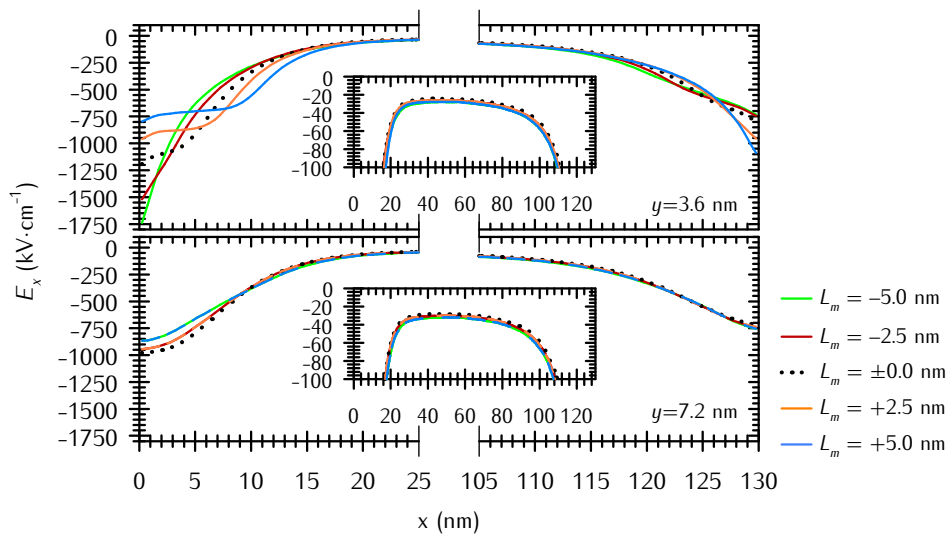 0
-250
-500
-750
-1000
-1250
-1500
-1750
0
-20
-40
-60
-80
-100
0 20 40 60 80 100 120
y=3.6 nm
E_x (kV·cm⁻¹)
0
-250
-500
-750
-1000
-1250
-1500
-1750
0
-20
-40
-60
-80
-100
0 20 40 60 80 100 120
y=7.2 nm
0 5 10 15 20 25 105 110 115 120 125 130
x (nm)
L_m = –5.0 nm
L_m = –2.5 nm
L_m = ±0.0 nm
L_m = +2.5 nm
L_m = +5.0 nm